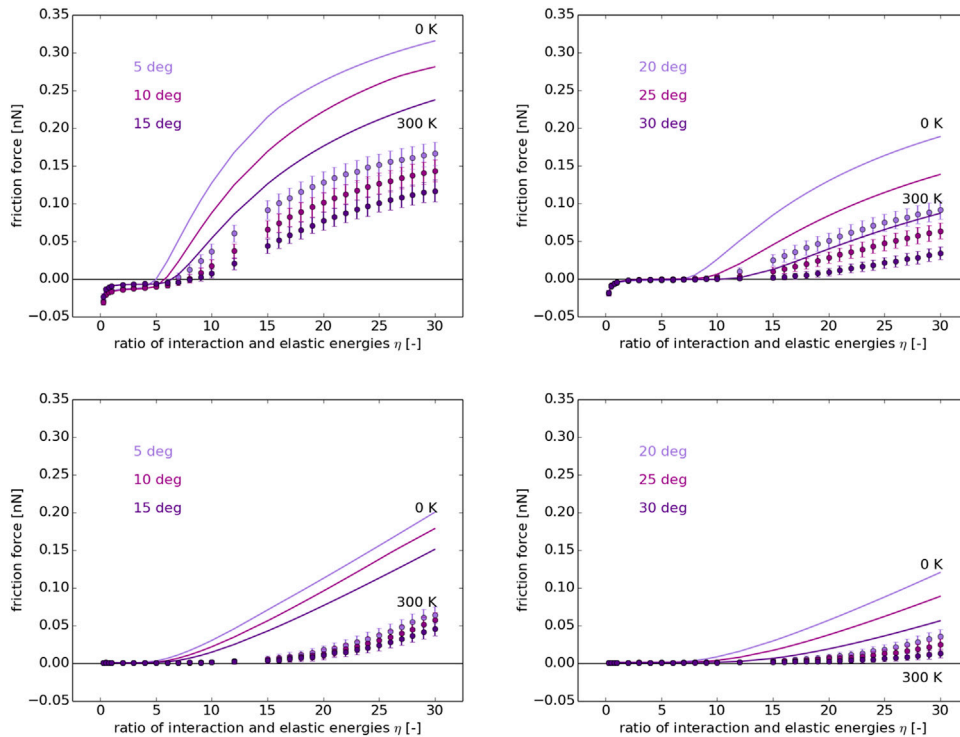 0.35
0.30
0.25
0.20
0.15
0.10
0.05
0.00
−0.05
friction force [nN]
5 deg
10 deg
15 deg
0 K
300 K
0 5 10 15 20 25 30
ratio of interaction and elastic energies η [-]
0.35
0.30
0.25
0.20
0.15
0.10
0.05
0.00
−0.05
friction force [nN]
20 deg
25 deg
30 deg
0 K
300 K
0 5 10 15 20 25 30
ratio of interaction and elastic energies η [-]
0.35
0.30
0.25
0.20
0.15
0.10
0.05
0.00
−0.05
friction force [nN]
5 deg
10 deg
15 deg
0 K
300 K
0 5 10 15 20 25 30
ratio of interaction and elastic energies η [-]
0.35
0.30
0.25
0.20
0.15
0.10
0.05
0.00
−0.05
friction force [nN]
20 deg
25 deg
30 deg
0 K
300 K
0 5 10 15 20 25 30
ratio of interaction and elastic energies η [-]